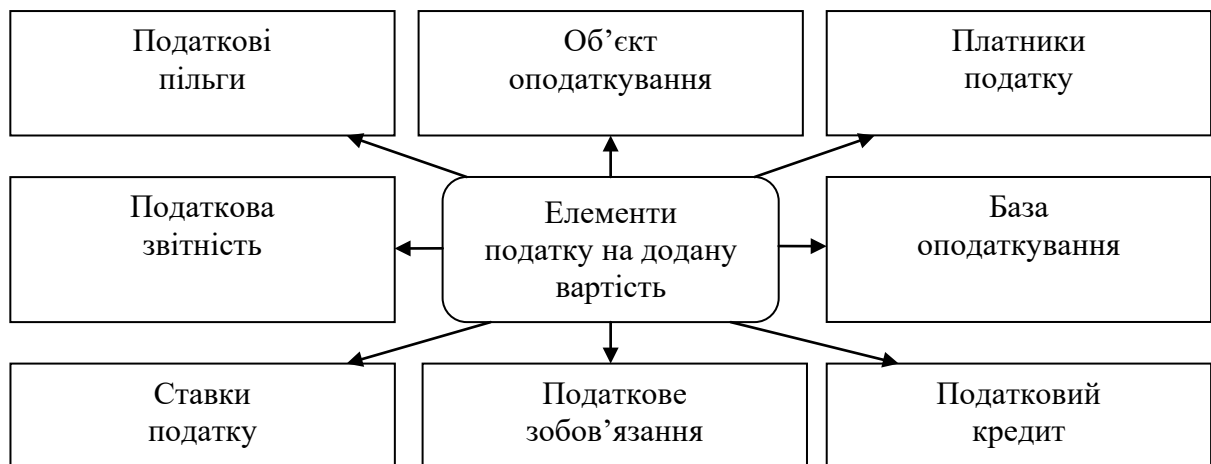 Податкові
пільги
Об’єкт
оподаткування
Платники
податку
Податкова
звітність
Елементи
податку на додану
вартість
База
оподаткування
Ставки
податку
Податкове
зобов’язання
Податковий
кредит